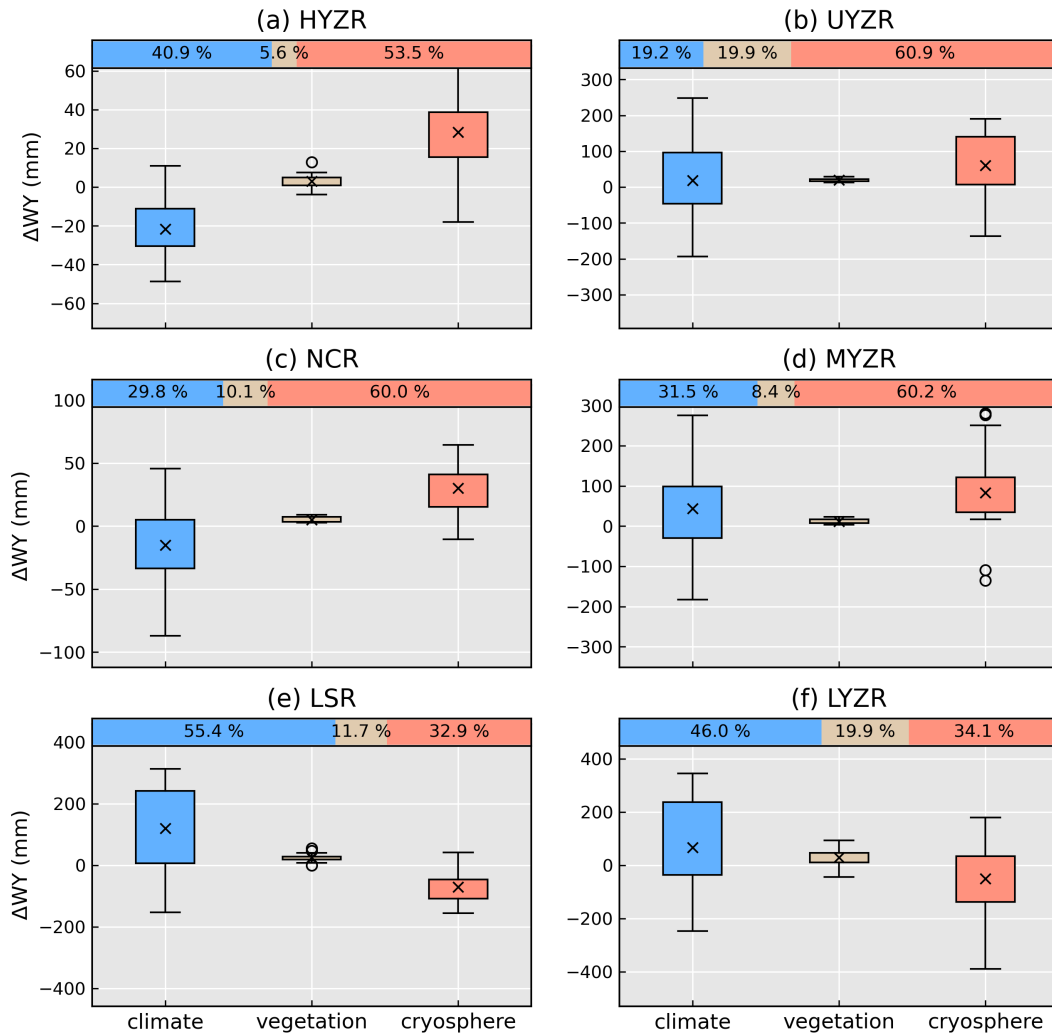 (a) HYZR
40.9 % 5.6 % 53.5 %
60
40
20
0
−20
−40
−60
ΔWY (mm)
(b) UYZR
19.2 % 19.9 % 60.9 %
300
200
100
0
−100
−200
−300
(c) NCR
29.8 % 10.1 % 60.0 %
100
50
0
−50
−100
ΔWY (mm)
(d) MYZR
31.5 % 8.4 % 60.2 %
300
200
100
0
−100
−200
−300
(e) LSR
55.4 % 11.7 % 32.9 %
400
200
0
−200
−400
ΔWY (mm)
climate vegetation cryosphere
(f) LYZR
46.0 % 19.9 % 34.1 %
400
200
0
−200
−400
climate vegetation cryosphere